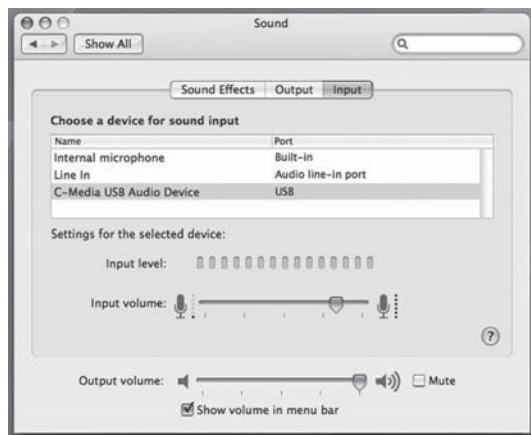 Sound
Show All
Sound Effects Output Input
Choose a device for sound input
Name Port
Internal microphone Built-in
Line In Audio line-in port
C-Media USB Audio Device USB
Settings for the selected device:
Input level:
Input volume:
?
Output volume: Mute
Show volume in menu bar